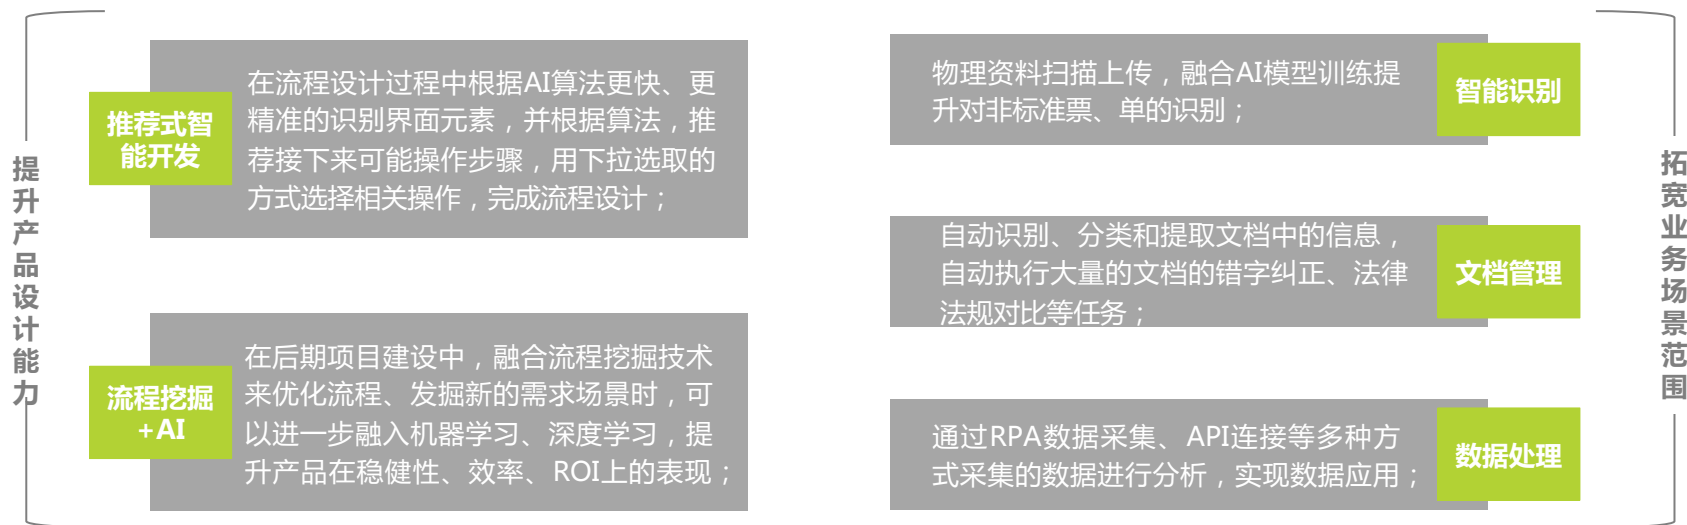 提升产品设计能力
推荐式智
能开发
在流程设计过程中根据AI算法更快、更
精准的识别界面元素，并根据算法，推
荐接下来可能操作步骤，用下拉选取的
方式选择相关操作，完成流程设计；
流程挖掘
+AI
在后期项目建设中，融合流程挖掘技术
来优化流程、发掘新的需求场景时，可
以进一步融入机器学习、深度学习，提
升产品在稳健性、效率、ROI上的表现；
物理资料扫描上传，融合AI模型训练提
升对非标准票、单的识别；
智能识别
自动识别、分类和提取文档中的信息，
自动执行大量的文档的错字纠正、法律
法规对比等任务；
文档管理
通过RPA数据采集、API连接等多种方
式采集的数据进行分析，实现数据应用；
数据处理
拓宽业务场景范围